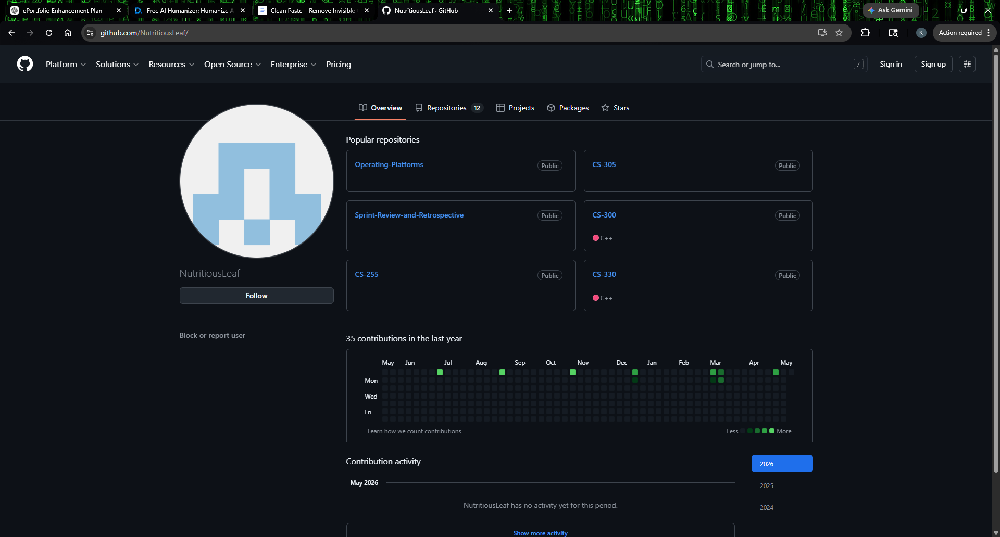 ePortfolio Enhancement Plan
Free AI Humanizer: Humanize A
Clean Paste – Remove Invisible
NutritiousLeaf · GitHub
Ask Gemini
github.com/NutritiousLeaf/
K
Action required
Platform
Solutions
Resources
Open Source
Enterprise
Pricing
Search or jump to...
/
Sign in
Sign up
Overview
Repositories 12
Projects
Packages
Stars
NutritiousLeaf
Follow
Block or report user
Popular repositories
Operating-Platforms
Public
CS-305
Public
Sprint-Review-and-Retrospective
Public
CS-300
Public
C++
CS-255
Public
CS-330
Public
C++
35 contributions in the last year
May Jun Jul Aug Sep Oct Nov Dec Jan Feb Mar Apr May
Mon
Wed
Fri
Learn how we count contributions
Less
More
Contribution activity
2026
2025
2024
May 2026
NutritiousLeaf has no activity yet for this period.
Show more activity